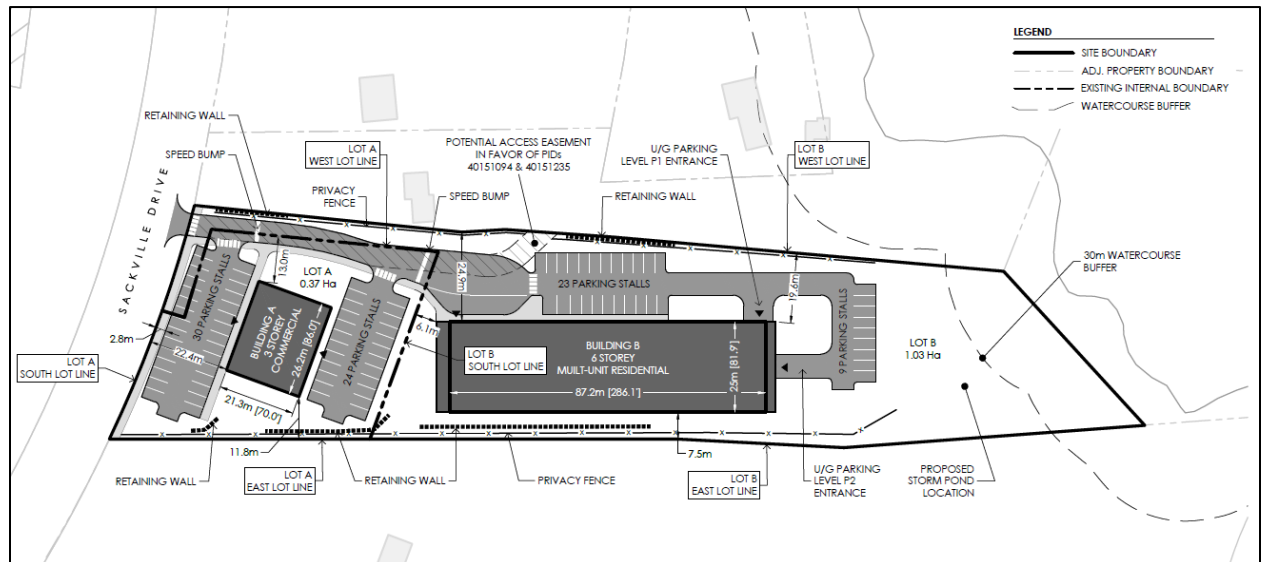 LEGEND
SITE BOUNDARY
ADJ. PROPERTY BOUNDARY
EXISTING INTERNAL BOUNDARY
WATERCOURSE BUFFER
RETAINING WALL
SPEED BUMP
LOT A
WEST LOT LINE
PRIVACY
FENCE
POTENTIAL ACCESS EASEMENT
IN FAVOR OF PIDs
40151094 & 40151235
SPEED BUMP
U/G PARKING
LEVEL P1 ENTRANCE
RETAINING WALL
LOT B
WEST LOT LINE
30m WATERCOURSE
BUFFER
SACKVILLE DRIVE
13.0m
LOT A
0.37 Ha
24.9m
23 PARKING STALLS
19.6m
30 PARKING STALLS
BUILDING A
3 STOREY
COMMERCIAL
26.2m [86.0']
24 PARKING STALLS
6.1m
2.8m
22.4m
LOT A
SOUTH LOT LINE
LOT B
SOUTH LOT LINE
BUILDING B
6 STOREY
MUILT-UNIT RESIDENTIAL
87.2m [286.1']
25m [81.9']
9 PARKING STALLS
LOT B
1.03 Ha
21.3m [70.0']
11.8m
7.5m
RETAINING WALL
LOT A
EAST LOT LINE
RETAINING WALL
PRIVACY FENCE
LOT B
EAST LOT LINE
U/G PARKING
LEVEL P2
ENTRANCE
PROPOSED
STORM POND
LOCATION